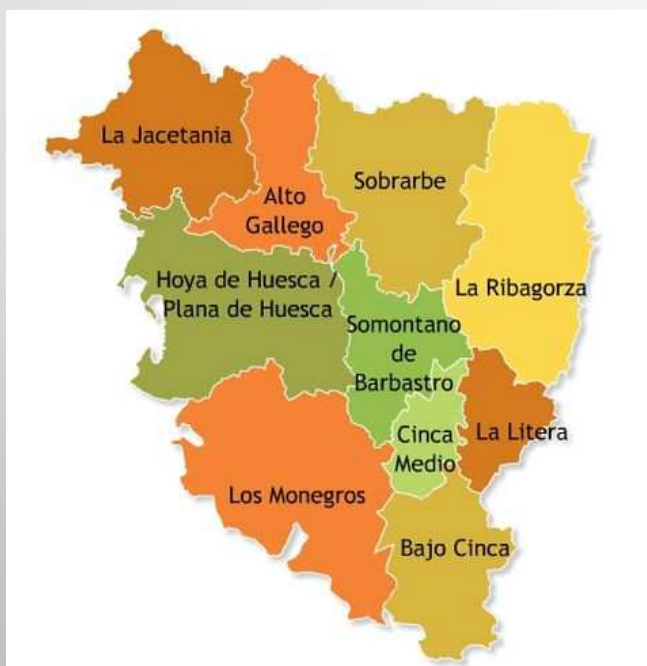 La Jacetania
Alto
Gallego
Sobrarbe
Hoya de Huesca /
Plana de Huesca
La Ribagorza
Somontano
de
Barbastro
Cinca
Medio
La Litera
Los Monegros
Bajo Cinca